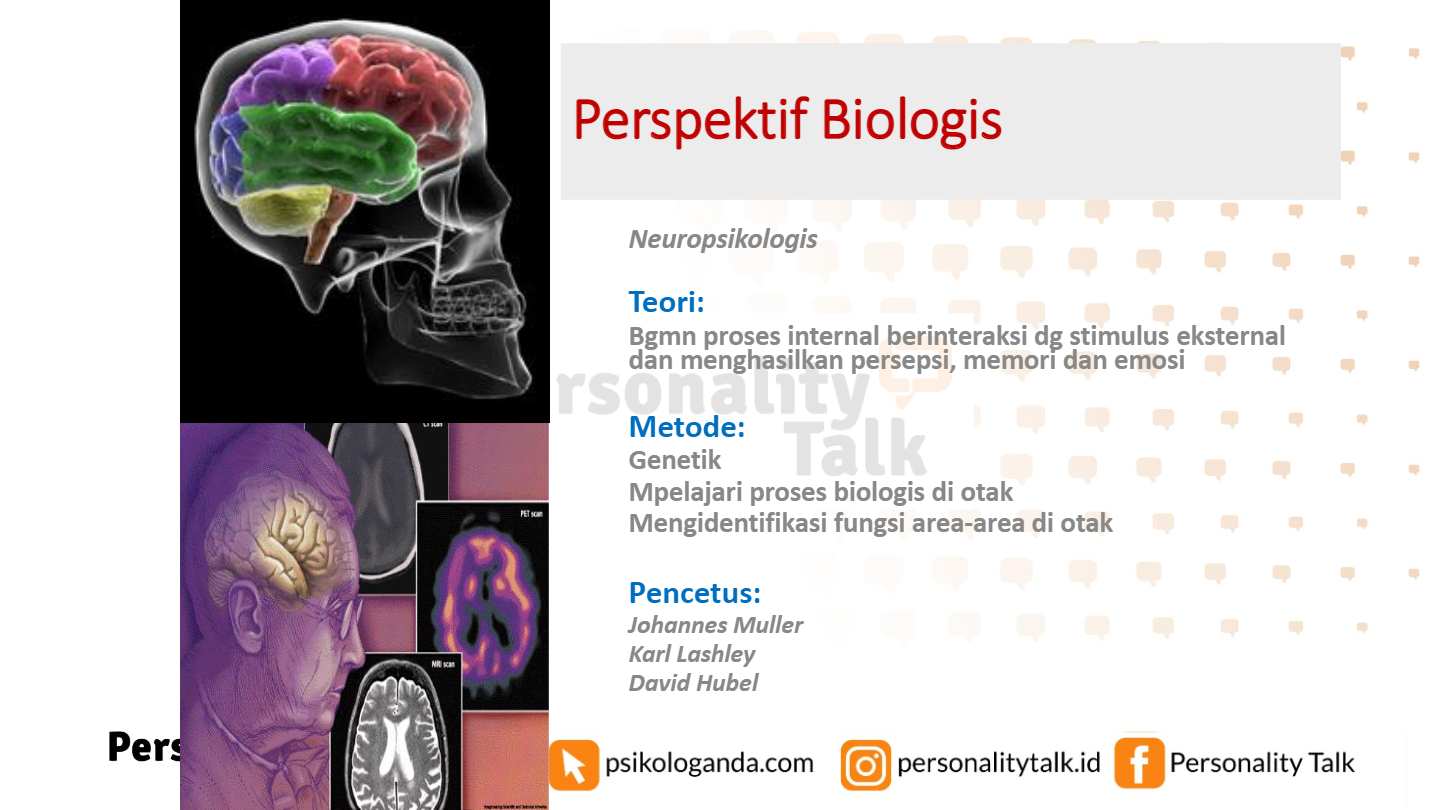 Perspektif Biologis
Neuropsikologis
Teori:
Bgmn proses internal berinteraksi dg stimulus eksternal
dan menghasilkan persepsi, memori dan emosi
rsonality
Talk
Metode:
Genetik
Mpelajari proses biologis di otak
Mengidentifikasi fungsi area-area di otak
Pencetus:
Johannes Muller
Karl Lashley
David Hubel
CT scan
PET scan
MRI scan
Pers
psikologanda.com
personalitytalk.id
Personality Talk